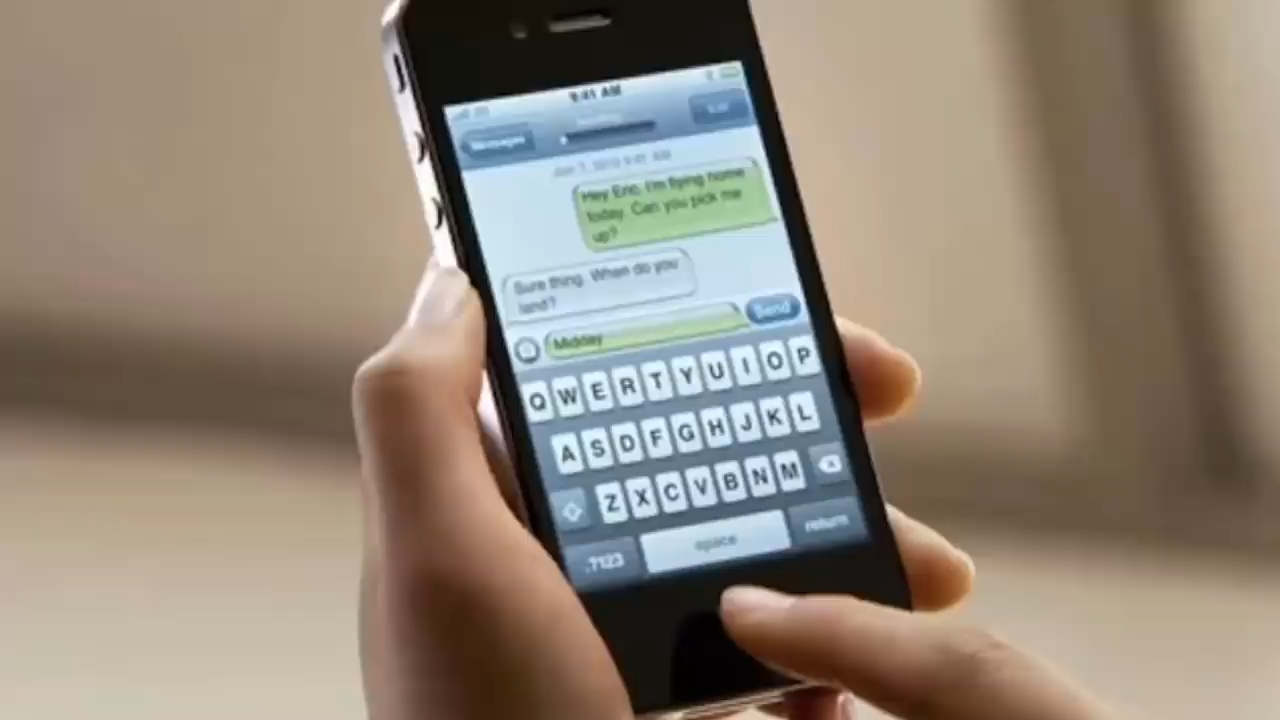 9:41 AM
Messages
Edit
Hey Eric, I'm flying home
today. Can you pick me
up?
Sure thing. When do you
land?
Midday
Send
Q W E R T Y U I O P
A S D F G H J K L
Z X C V B N M
.?123 space return